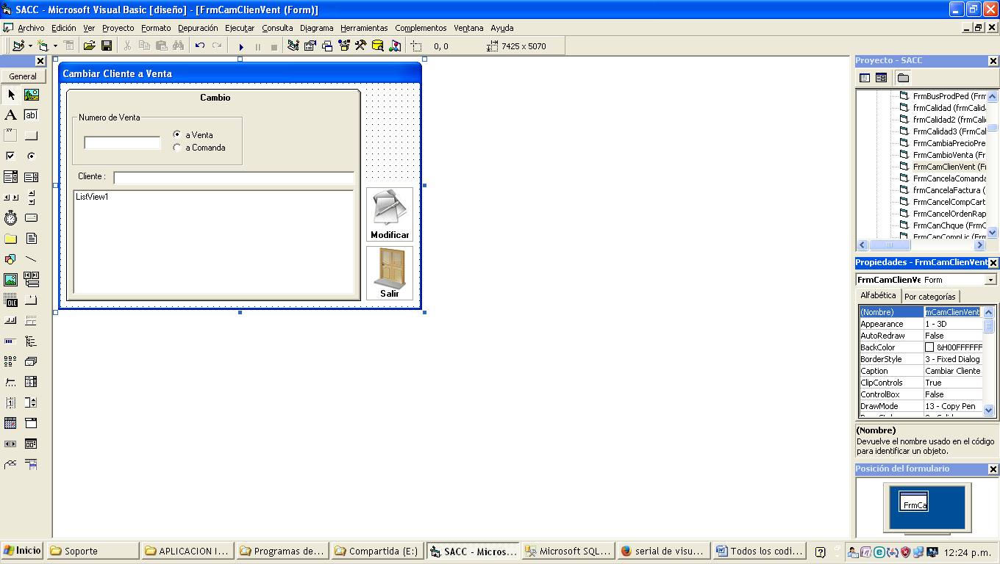 SACC - Microsoft Visual Basic [diseño] - [FrmCamClienVent (Form)]
Archivo Edición Ver Proyecto Formato Depuración Ejecutar Consulta Diagrama Herramientas Complementos Ventana Ayuda
0, 0 7425 x 5070
General
A ab|
xy
OLE
Cambiar Cliente a Venta
Cambio
Numero de Venta
a Venta
a Comanda
Cliente :
ListView1
Modificar
Salir
Proyecto - SACC
FrmBusProdPed (Frm
frmCalidad (frmCalida
frmCalidad2 (frmCali
FrmCalidad3 (FrmCal
FrmCambiaPrecioPre
FrmCambioVenta (Fr
FrmCamClienVent (Fr
FrmCancelaComanda
frmCancelaFactura (
FrmCancelCompCart
FrmCancelOrdenRap
FrmCanChque (FrmC
FrmCanCompLic (Frm
Propiedades - FrmCamClienVent
FrmCamClienVe Form
Alfabética Por categorías
(Nombre) mCamClienVent
Appearance 1 - 3D
AutoRedraw False
BackColor &H00FFFFFF
BorderStyle 3 - Fixed Dialog
Caption Cambiar Cliente
ClipControls True
ControlBox False
DrawMode 13 - Copy Pen
(Nombre)
Devuelve el nombre usado en el código
para identificar un objeto.
Posición del formulario
FrmCa
Inicio Soporte APLICACION I... Programas de... Compartida (E:) SACC - Micros... Microsoft SQL... serial de visu... Todos los codi... 12:24 p.m.